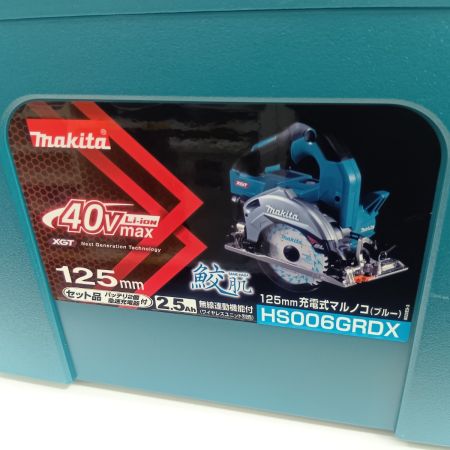 makita
40Vmax Li-ion
XGT Next Generation Technology
125mm
セット品 バッテリ2個 急速充電器付 2.5Ah 無線連動機能付
(ワイヤレスユニット別売)
鮫肌
125mm充電式マルノコ(ブルー)
HS006GRDX
XGT
makita